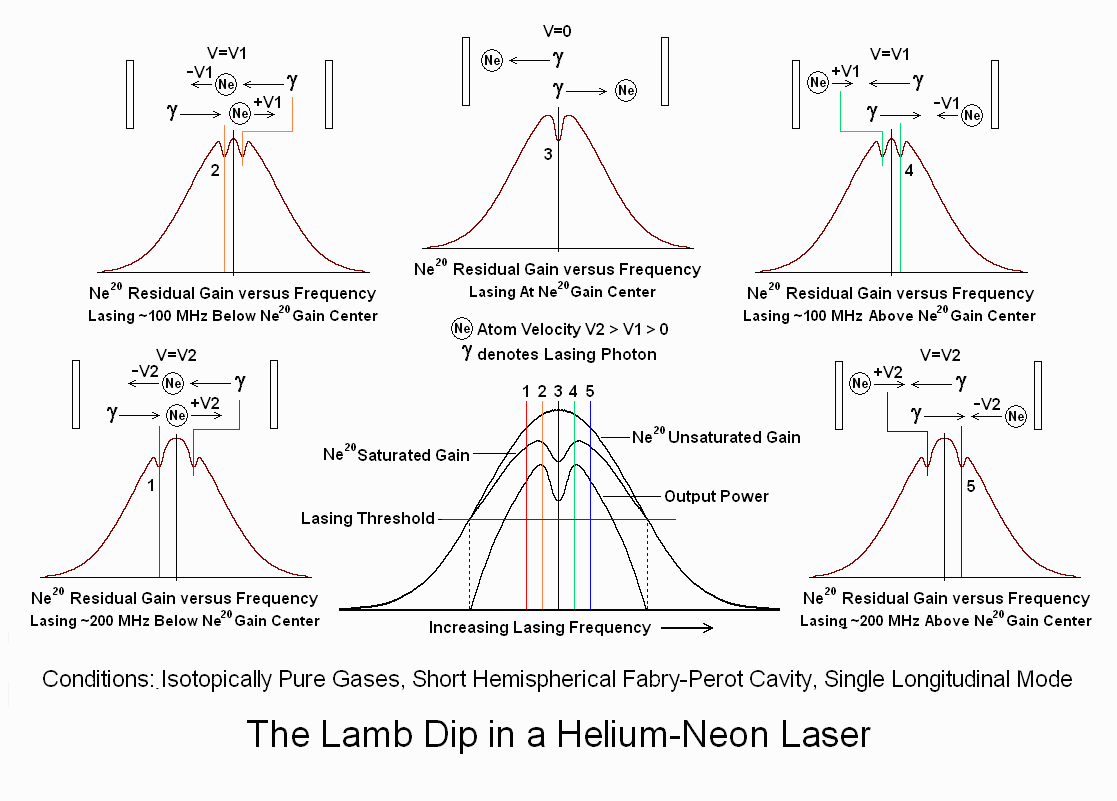 V=V1
-V1
Ne
γ
γ
Ne
+V1
2
Ne20 Residual Gain versus Frequency
Lasing ~100 MHz Below Ne20 Gain Center
V=0
Ne
γ
γ
Ne
3
Ne20 Residual Gain versus Frequency
Lasing At Ne20 Gain Center
V=V1
Ne
+V1
γ
γ
-V1
Ne
4
Ne20 Residual Gain versus Frequency
Lasing ~100 MHz Above Ne20 Gain Center
Ne Atom Velocity V2 > V1 > 0
γ denotes Lasing Photon
V=V2
-V2
Ne
γ
γ
Ne
+V2
1
Ne20 Residual Gain versus Frequency
Lasing ~200 MHz Below Ne20 Gain Center
1 2 3 4 5
Ne20 Unsaturated Gain
Ne20 Saturated Gain
Output Power
Lasing Threshold
Increasing Lasing Frequency
V=V2
Ne
+V2
γ
γ
-V2
Ne
5
Ne20 Residual Gain versus Frequency
Lasing ~200 MHz Above Ne20 Gain Center
Conditions: Isotopically Pure Gases, Short Hemispherical Fabry-Perot Cavity, Single Longitudinal Mode
The Lamb Dip in a Helium-Neon Laser